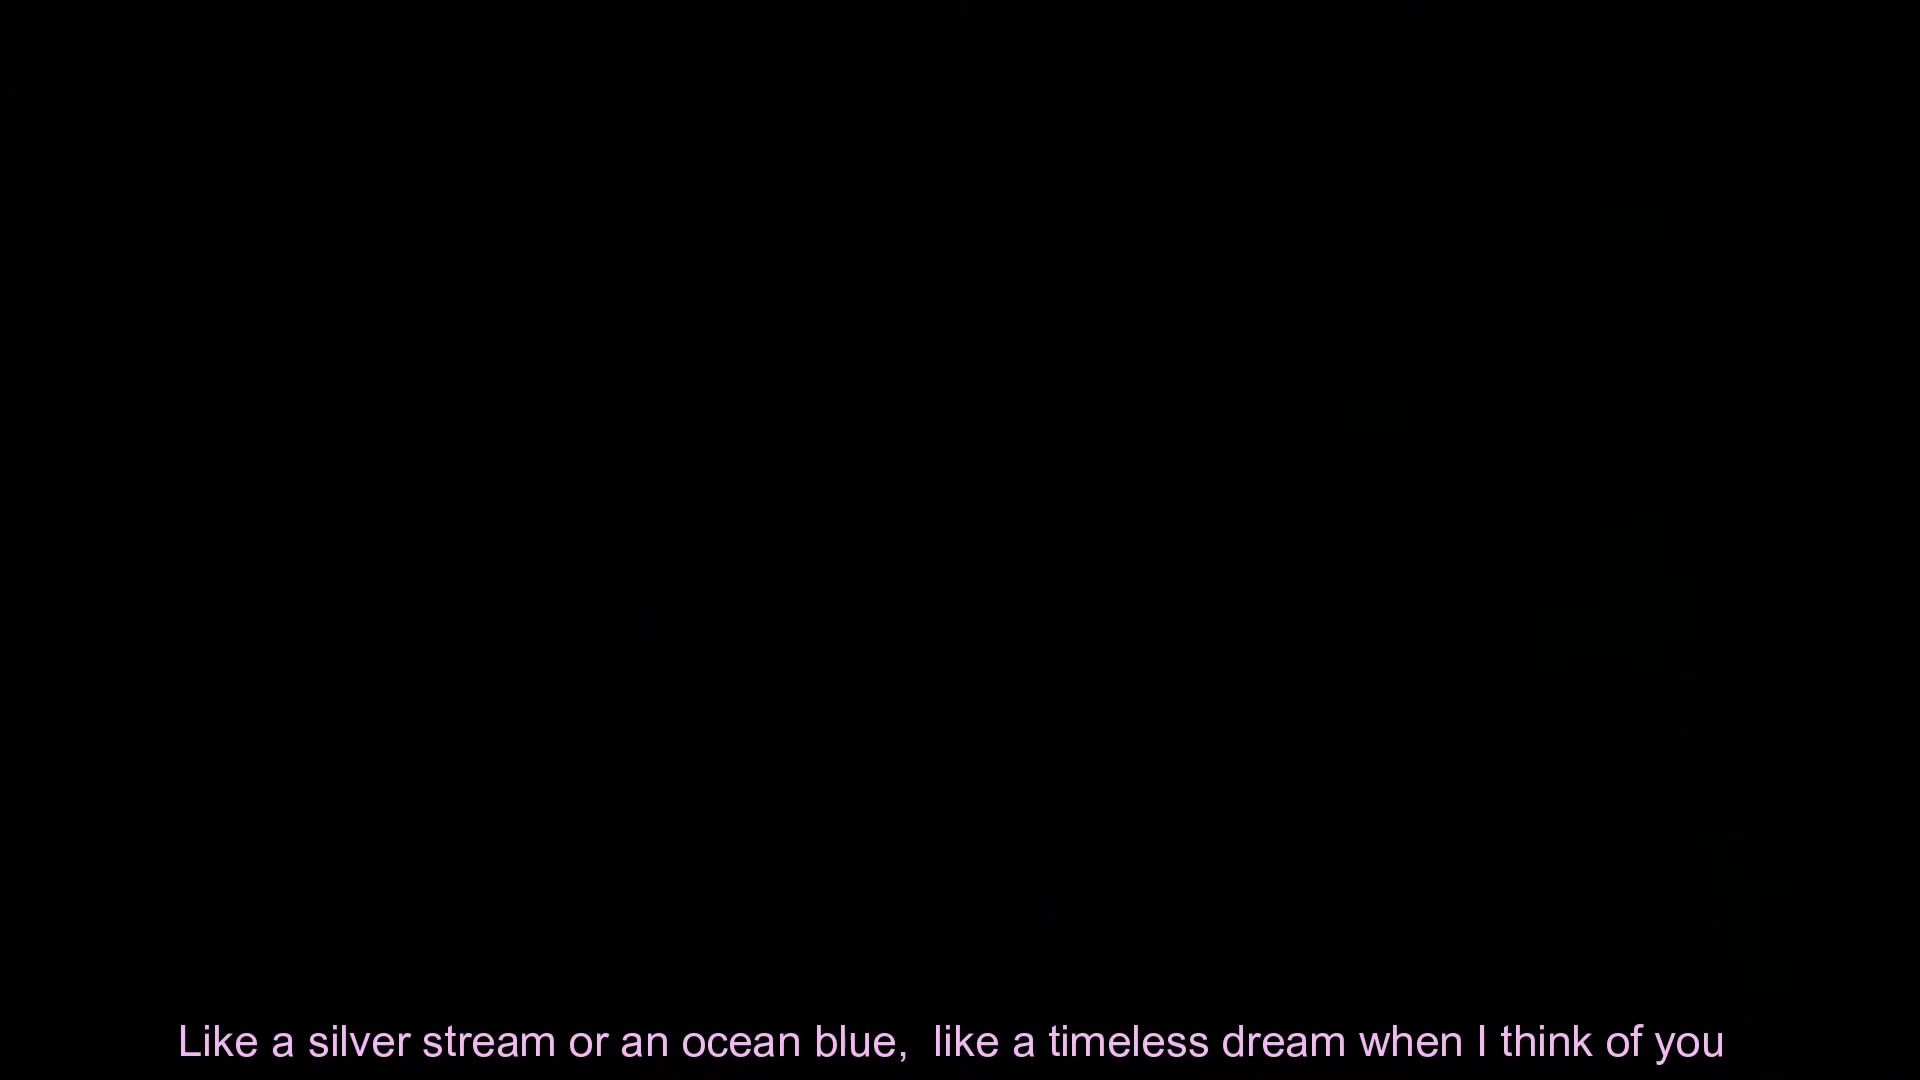 Like a silver stream or an ocean blue,  like a timeless dream when I think of you